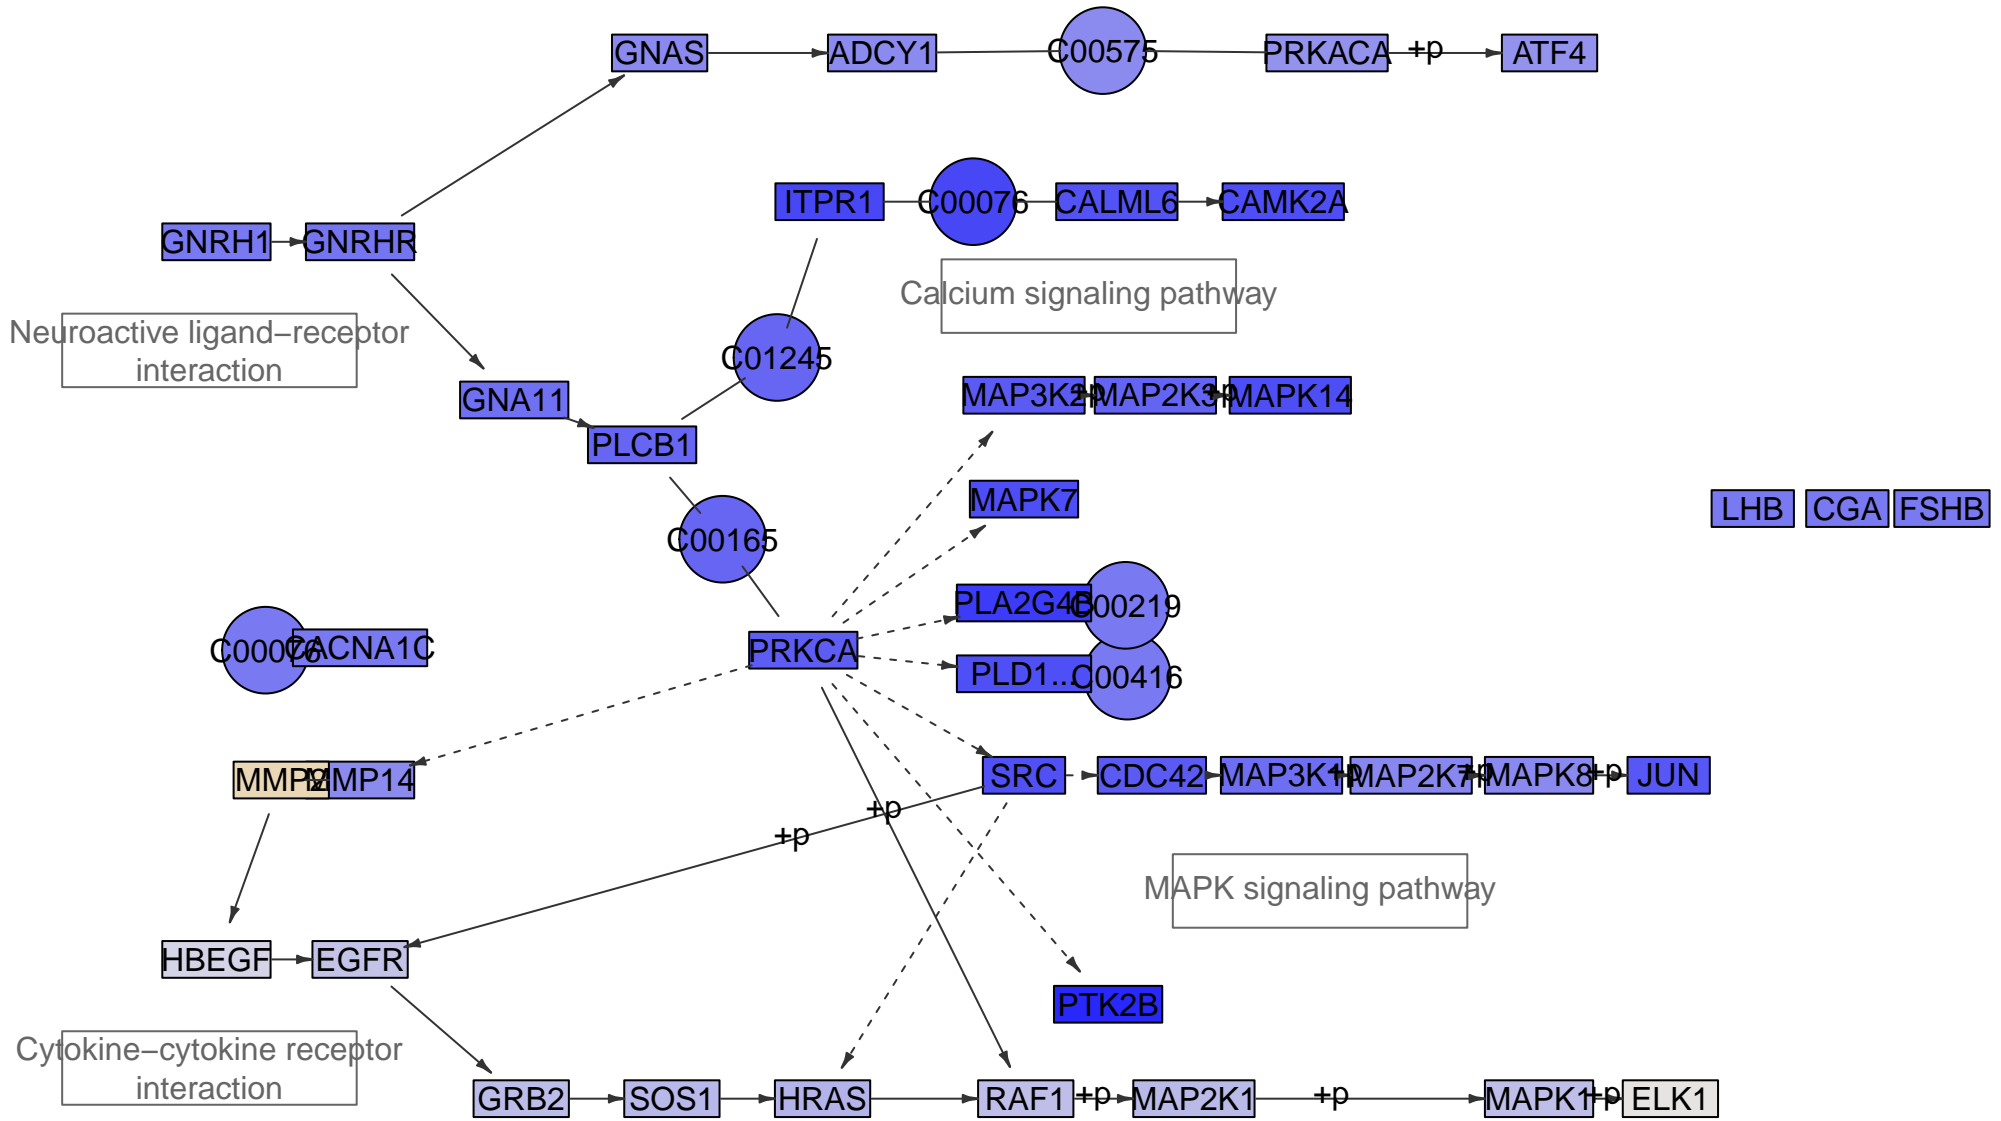 GNAS
ADCY1
C00575
PRKACA
+p
ATF4
ITPR1
C00076
CALML6
CAMK2A
GNRH1
GNRHR
Calcium signaling pathway
Neuroactive ligand–receptor
interaction
C01245
GNA11
PLCB1
MAP3K2
+p
MAP2K3
+p
MAPK14
MAPK7
LHB
CGA
FSHB
C00165
PLA2G4B
C00219
C00076
CACNA1C
PRKCA
PLD1...
C00416
MMP2
MMP14
SRC
CDC42
MAP3K1
+p
MAP2K7
+p
MAPK8
+p
JUN
+p
+p
MAPK signaling pathway
HBEGF
EGFR
PTK2B
Cytokine–cytokine receptor
interaction
GRB2
SOS1
HRAS
RAF1
+p
MAP2K1
+p
MAPK1
+p
ELK1